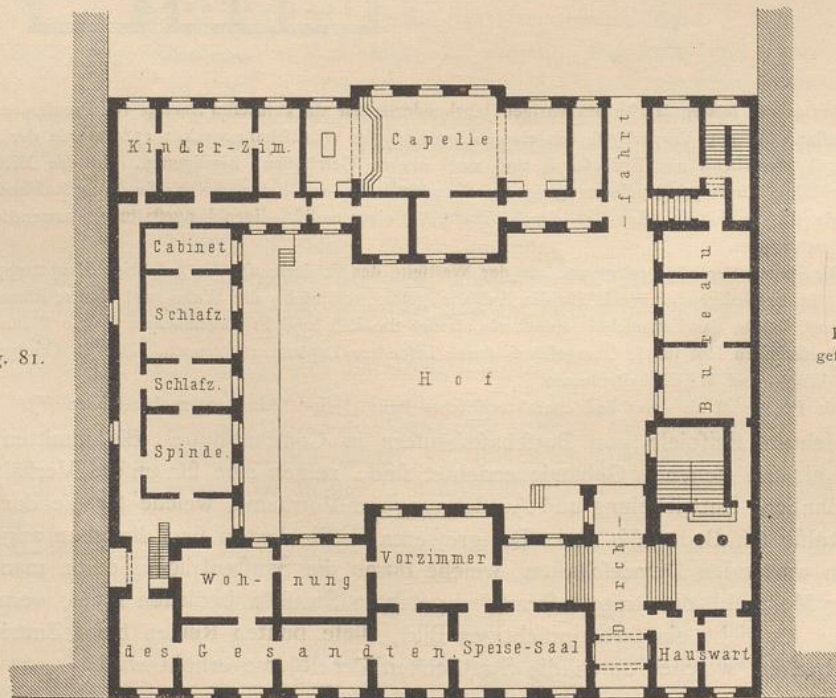 Kinder-Zim.
Capelle
-fahrt
Cabinet
Schlafz.
g. 81.
Schlafz.
Hof
Bureau
Spinde.
Vorzimmer
Woh-
nung
Durch-
des Gesandten.
Speise-Saal
Hauswart